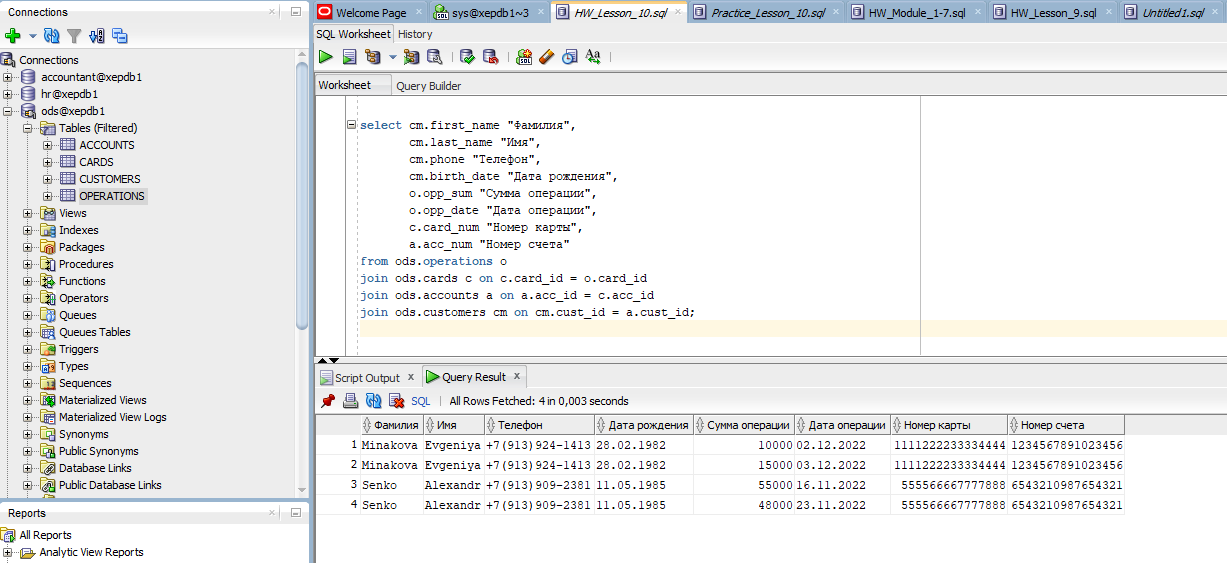 Connections
Connections
accountant@xepdb1
hr@xepdb1
ods@xepdb1
Tables (Filtered)
ACCOUNTS
CARDS
CUSTOMERS
OPERATIONS
Views
Indexes
Packages
Procedures
Functions
Operators
Queues
Queues Tables
Triggers
Types
Sequences
Materialized Views
Materialized View Logs
Synonyms
Public Synonyms
Database Links
Public Database Links
Reports
All Reports
Analytic View Reports
Welcome Page sys@xepdb1~3 HW_Lesson_10.sql Practice_Lesson_10.sql HW_Module_1-7.sql HW_Lesson_9.sql Untitled1.sql
SQL Worksheet History
Worksheet Query Builder
select cm.first_name "Фамилия",
cm.last_name "Имя",
cm.phone "Телефон",
cm.birth_date "Дата рождения",
o.opp_sum "Сумма операции",
o.opp_date "Дата операции",
c.card_num "Номер карты",
a.acc_num "Номер счета"
from ods.operations o
join ods.cards c on c.card_id = o.card_id
join ods.accounts a on a.acc_id = c.acc_id
join ods.customers cm on cm.cust_id = a.cust_id;
Script Output Query Result
SQL All Rows Fetched: 4 in 0,003 seconds
Фамилия Имя Телефон Дата рождения Сумма операции Дата операции Номер карты Номер счета
1 Minakova Evgeniya +7(913)924-1413 28.02.1982 10000 02.12.2022 1111222233334444 1234567891023456
2 Minakova Evgeniya +7(913)924-1413 28.02.1982 15000 03.12.2022 1111222233334444 1234567891023456
3 Senko Alexandr +7(913)909-2381 11.05.1985 55000 16.11.2022 555566667777888 6543210987654321
4 Senko Alexandr +7(913)909-2381 11.05.1985 48000 23.11.2022 555566667777888 6543210987654321